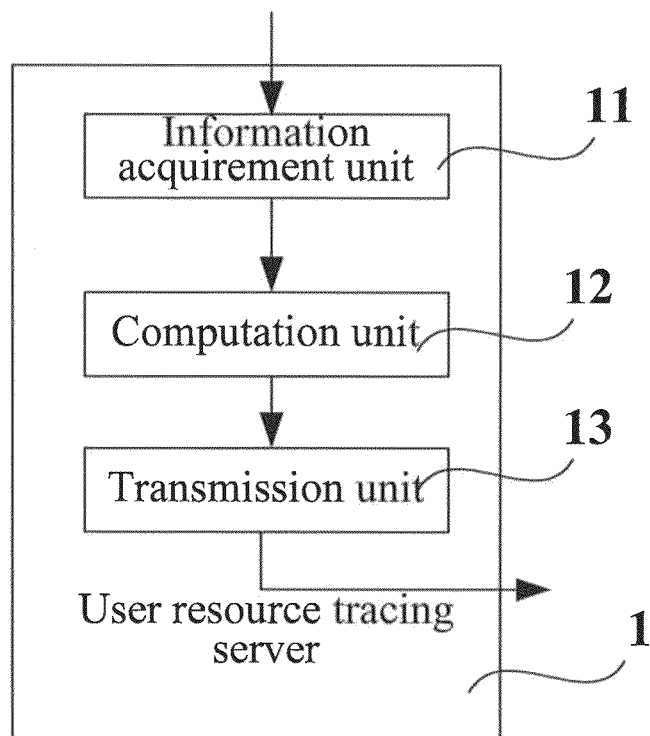 Information
acquirement unit
11
Computation unit
12
Transmission unit
13
User resource tracing
server
1